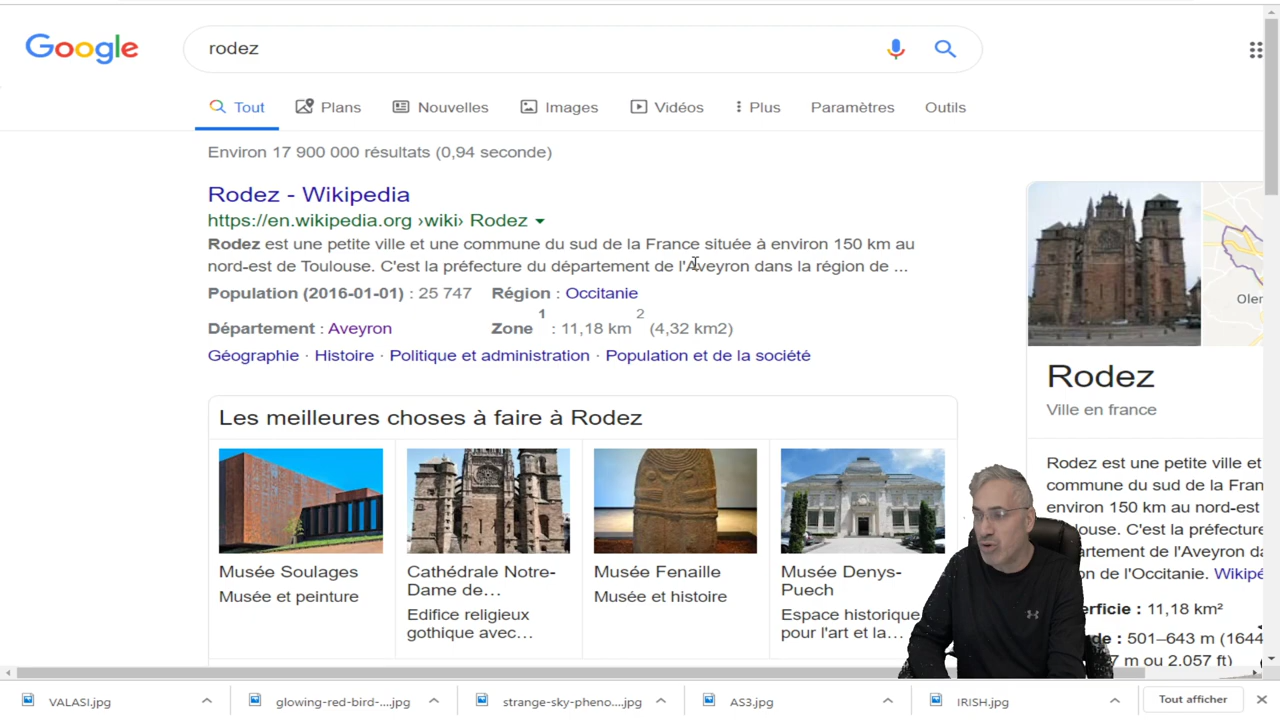 Google
rodez
Tout Plans Nouvelles Images Vidéos Plus Paramètres Outils
Environ 17 900 000 résultats (0,94 seconde)
Rodez - Wikipedia
https://en.wikipedia.org ›wiki› Rodez
Rodez est une petite ville et une commune du sud de la France située à environ 150 km au
nord-est de Toulouse. C'est la préfecture du département de l'Aveyron dans la région de ...
Population (2016-01-01) : 25 747 Région : Occitanie
Département : Aveyron Zone 1 : 11,18 km 2 (4,32 km2)
Géographie · Histoire · Politique et administration · Population et de la société
Les meilleures choses à faire à Rodez
Musée Soulages
Musée et peinture
Cathédrale Notre-
Dame de...
Edifice religieux
gothique avec...
Musée Fenaille
Musée et histoire
Musée Denys-
Puech
Espace historique
pour l'art et la...
Olen
Rodez
Ville en france
Rodez est une petite ville et
commune du sud de la Fran
environ 150 km au nord-est
louse. C'est la préfecture
artement de l'Aveyron da
on de l'Occitanie. Wikipé
erficie : 11,18 km²
de : 501–643 m (1644
7 m ou 2.057 ft)
VALASI.jpg glowing-red-bird-....jpg strange-sky-pheno....jpg AS3.jpg IRISH.jpg Tout afficher